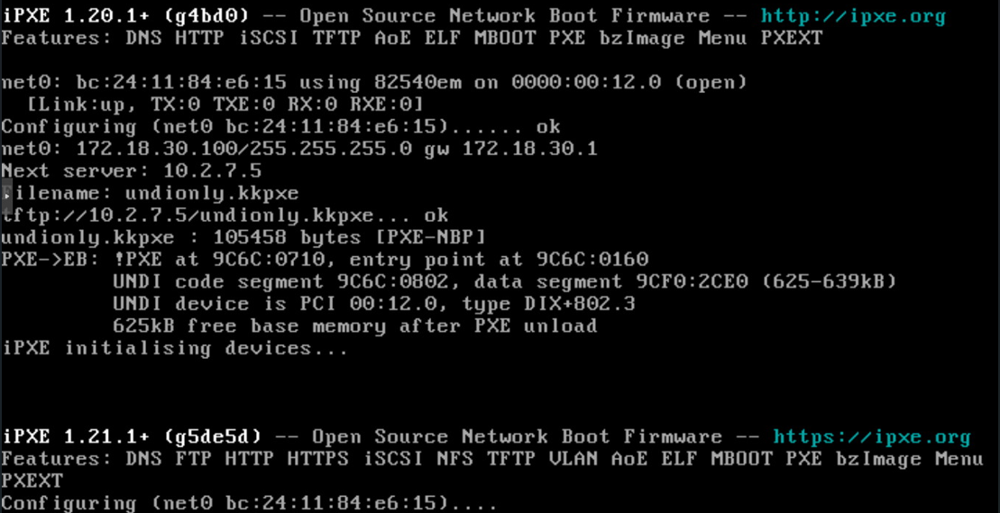 iPXE 1.20.1+ (g4bd0) -- Open Source Network Boot Firmware -- http://ipxe.org
Features: DNS HTTP iSCSI TFTP AoE ELF MBOOT PXE bzImage Menu PXEXT
net0: bc:24:11:84:e6:15 using 82540em on 0000:00:12.0 (open)
[Link:up, TX:0 TXE:0 RX:0 RXE:0]
Configuring (net0 bc:24:11:84:e6:15)...... ok
net0: 172.18.30.100/255.255.255.0 gw 172.18.30.1
Next server: 10.2.7.5
Filename: undionly.kkpxe
tftp://10.2.7.5/undionly.kkpxe... ok
undionly.kkpxe : 105458 bytes [PXE-NBP]
PXE->EB: !PXE at 9C6C:0710, entry point at 9C6C:0160
UNDI code segment 9C6C:0802, data segment 9CF0:2CE0 (625-639kB)
UNDI device is PCI 00:12.0, type DIX+802.3
625kB free base memory after PXE unload
iPXE initialising devices...
iPXE 1.21.1+ (g5de5d) -- Open Source Network Boot Firmware -- https://ipxe.org
Features: DNS FTP HTTP HTTPS iSCSI NFS TFTP VLAN AoE ELF MBOOT PXE bzImage Menu
PXEXT
Configuring (net0 bc:24:11:84:e6:15)....